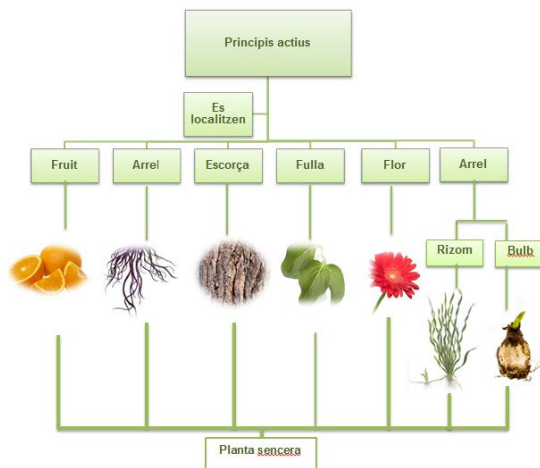 Principis actius
Es
localitzen
Fruit
Arrel
Escorça
Fulla
Flor
Arrel
Rizom
Bulb
Planta sencera